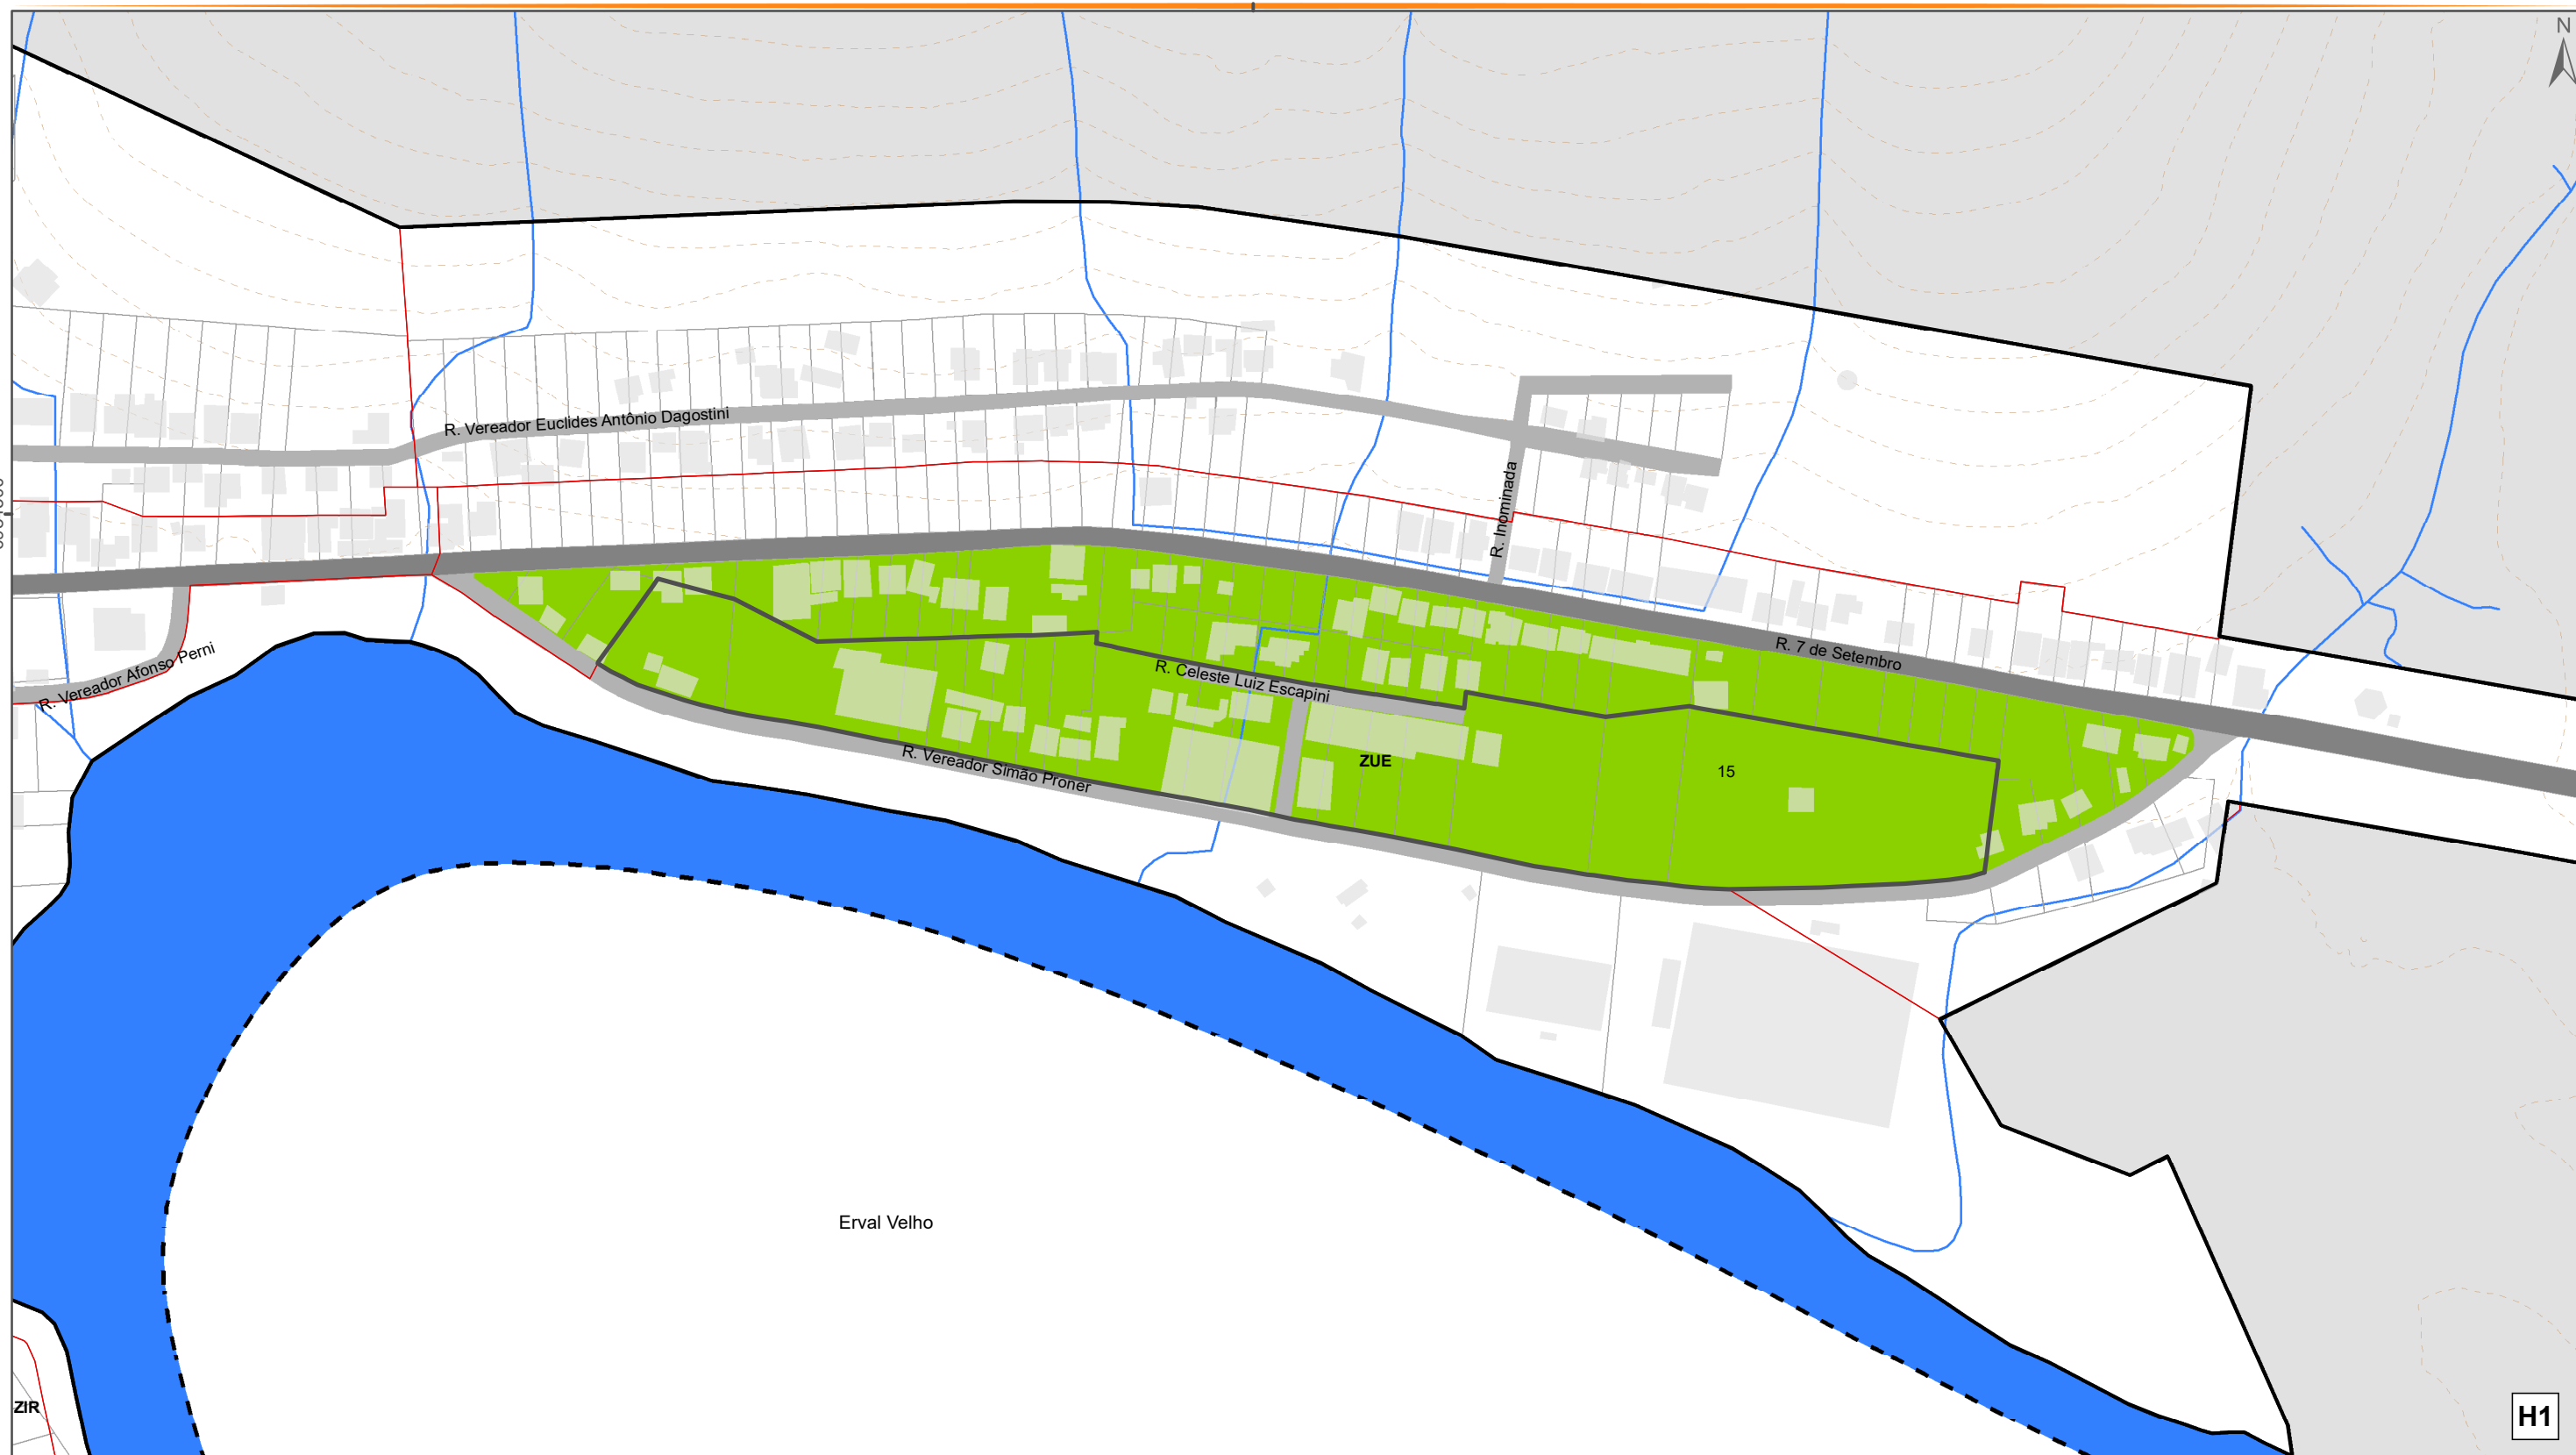 N
R. Vereador Euclides Antônio Dagostini
R. Inominada
R. 7 de Setembro
R. Vereador Afonso Perni
R. Celeste Luiz Escapini
R. Vereador Simão Proner
ZUE
15
Erval Velho
ZIR
H1